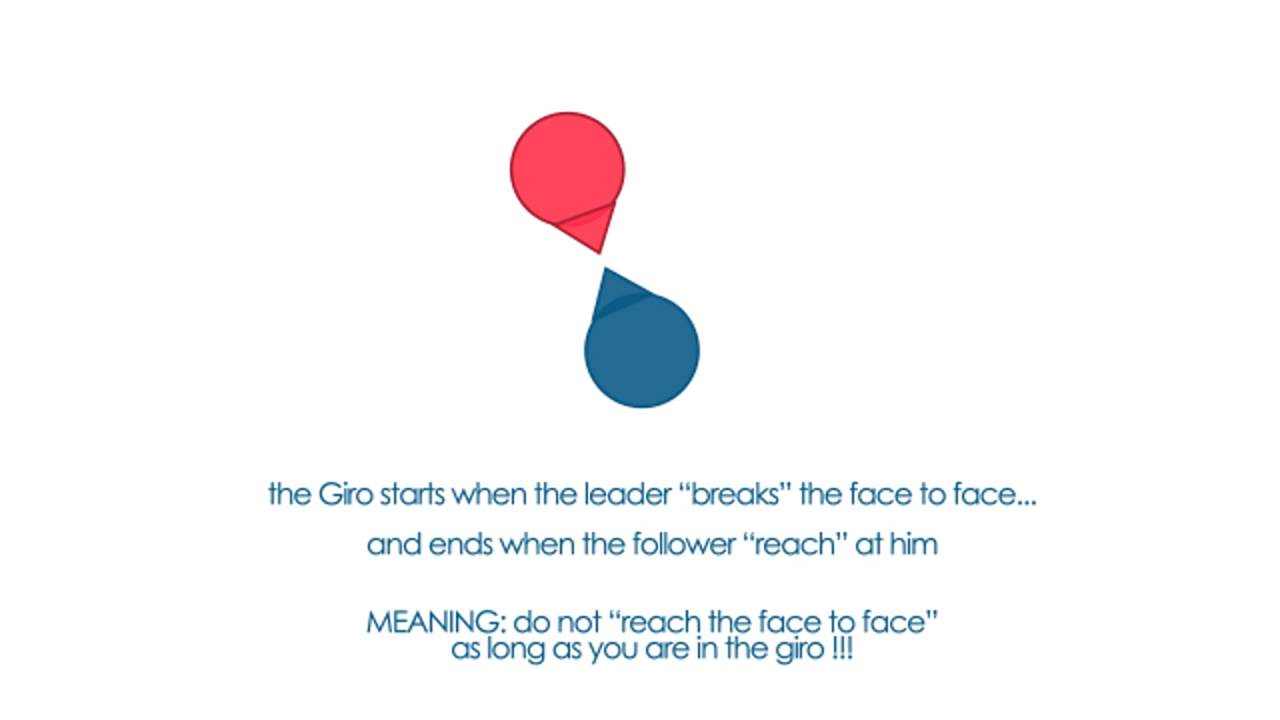 the Giro starts when the leader “breaks” the face to face...
and ends when the follower “reach” at him
MEANING: do not “reach the face to face”
as long as you are in the giro !!!